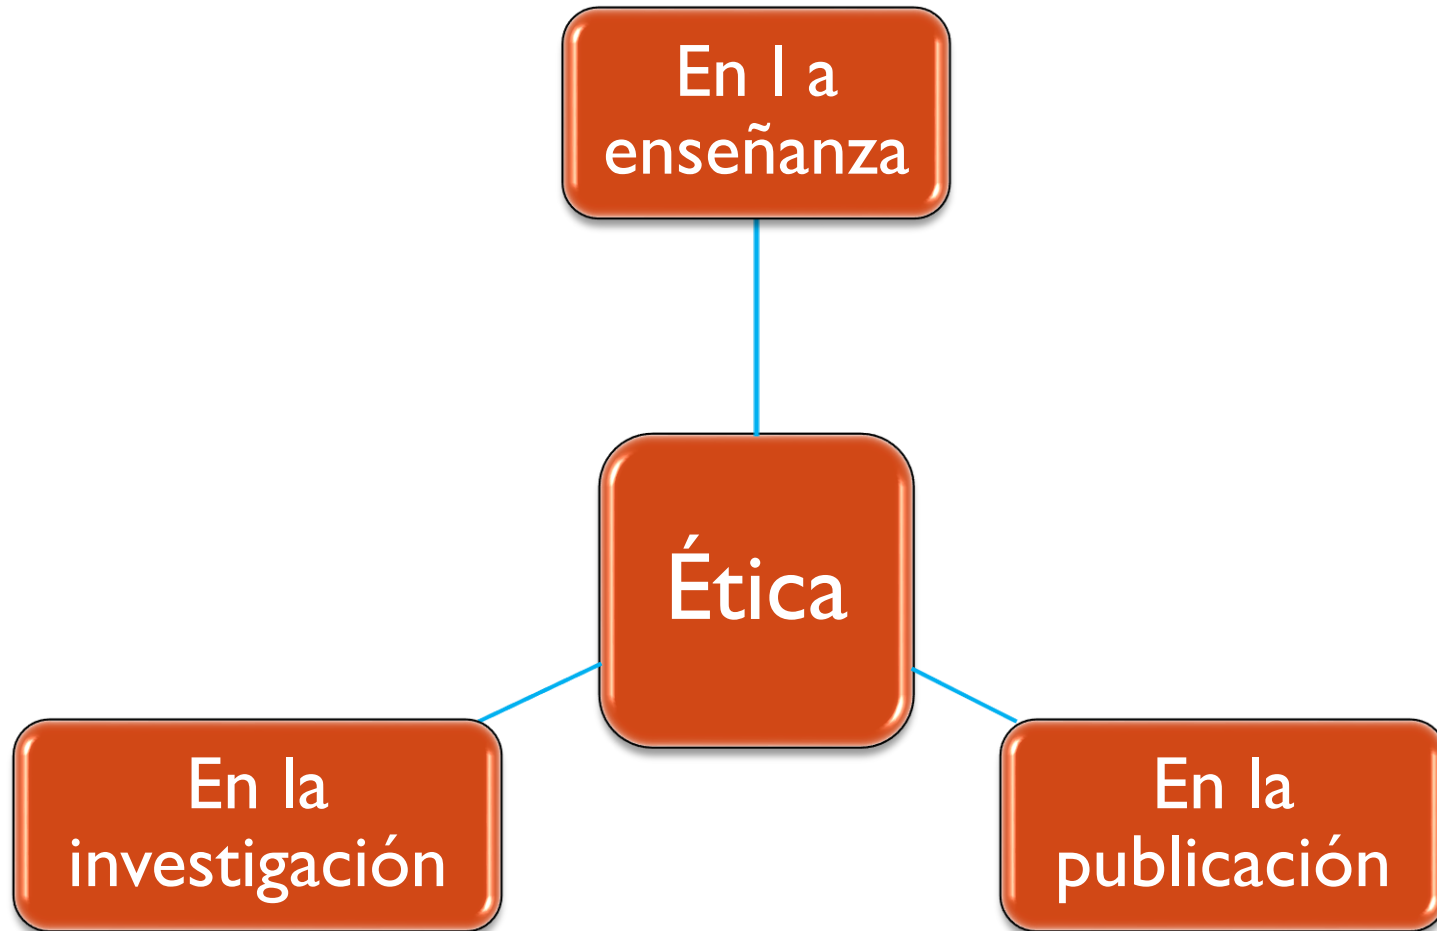 En l a
enseñanza
Ética
En la
investigación
En la
publicación